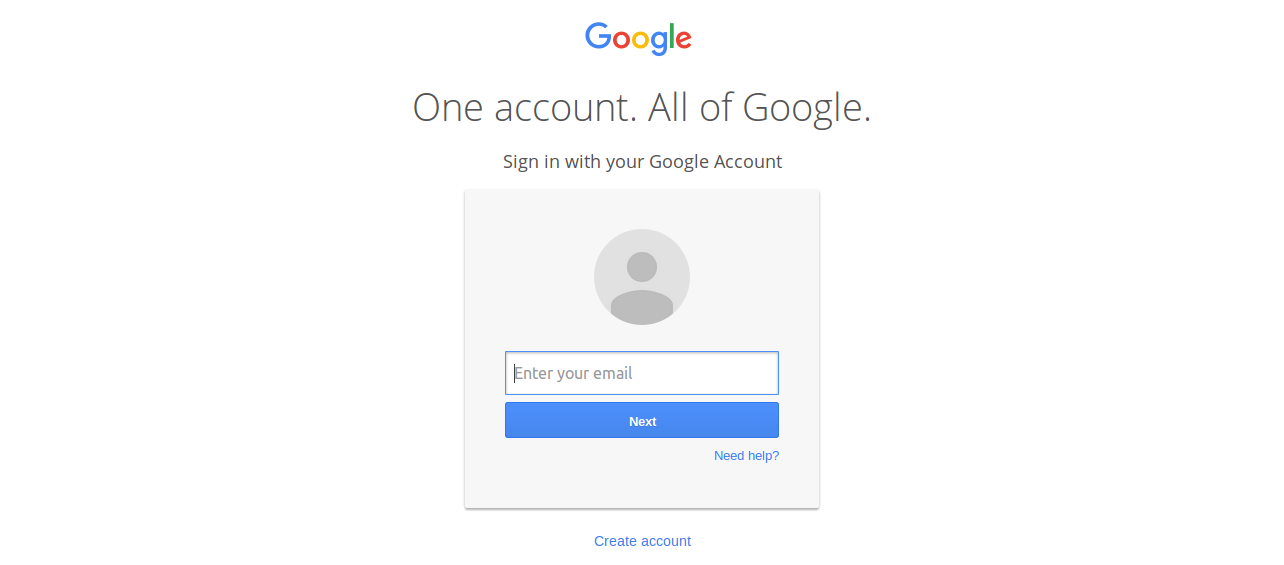 Google
One account. All of Google.
Sign in with your Google Account
Enter your email
Next
Need help?
Create account